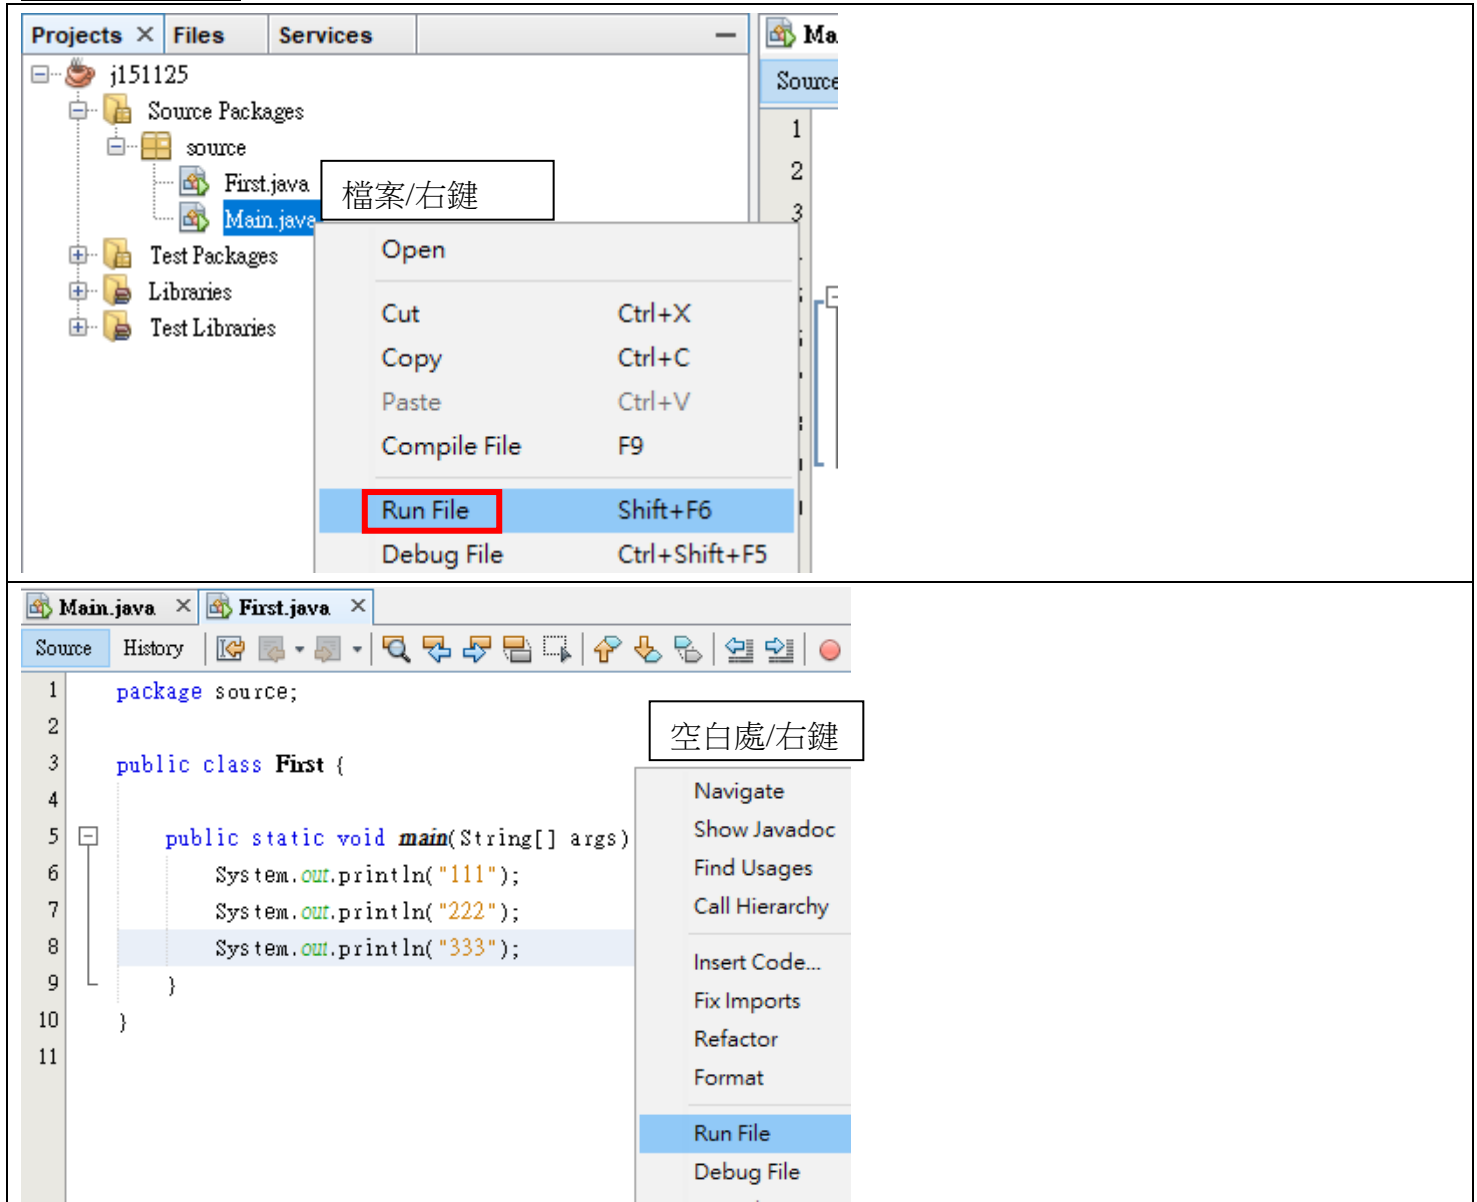 Projects Files Services
Ma
j151125
Source
Source Packages
1
source
2
First.java
檔案/右鍵
3
Main.java
Test Packages
Open
Libraries
Cut Ctrl+X
Test Libraries
Copy Ctrl+C
Paste Ctrl+V
Compile File F9
Run File Shift+F6
Debug File Ctrl+Shift+F5
Main.java First.java
Source History
1 package source;
2
空白處/右鍵
3 public class First {
4
Navigate
5 public static void main(String[] args)
Show Javadoc
6 System.out.println("111");
Find Usages
7 System.out.println("222");
Call Hierarchy
8 System.out.println("333");
Insert Code...
9 }
Fix Imports
10 }
Refactor
11
Format
Run File
Debug File